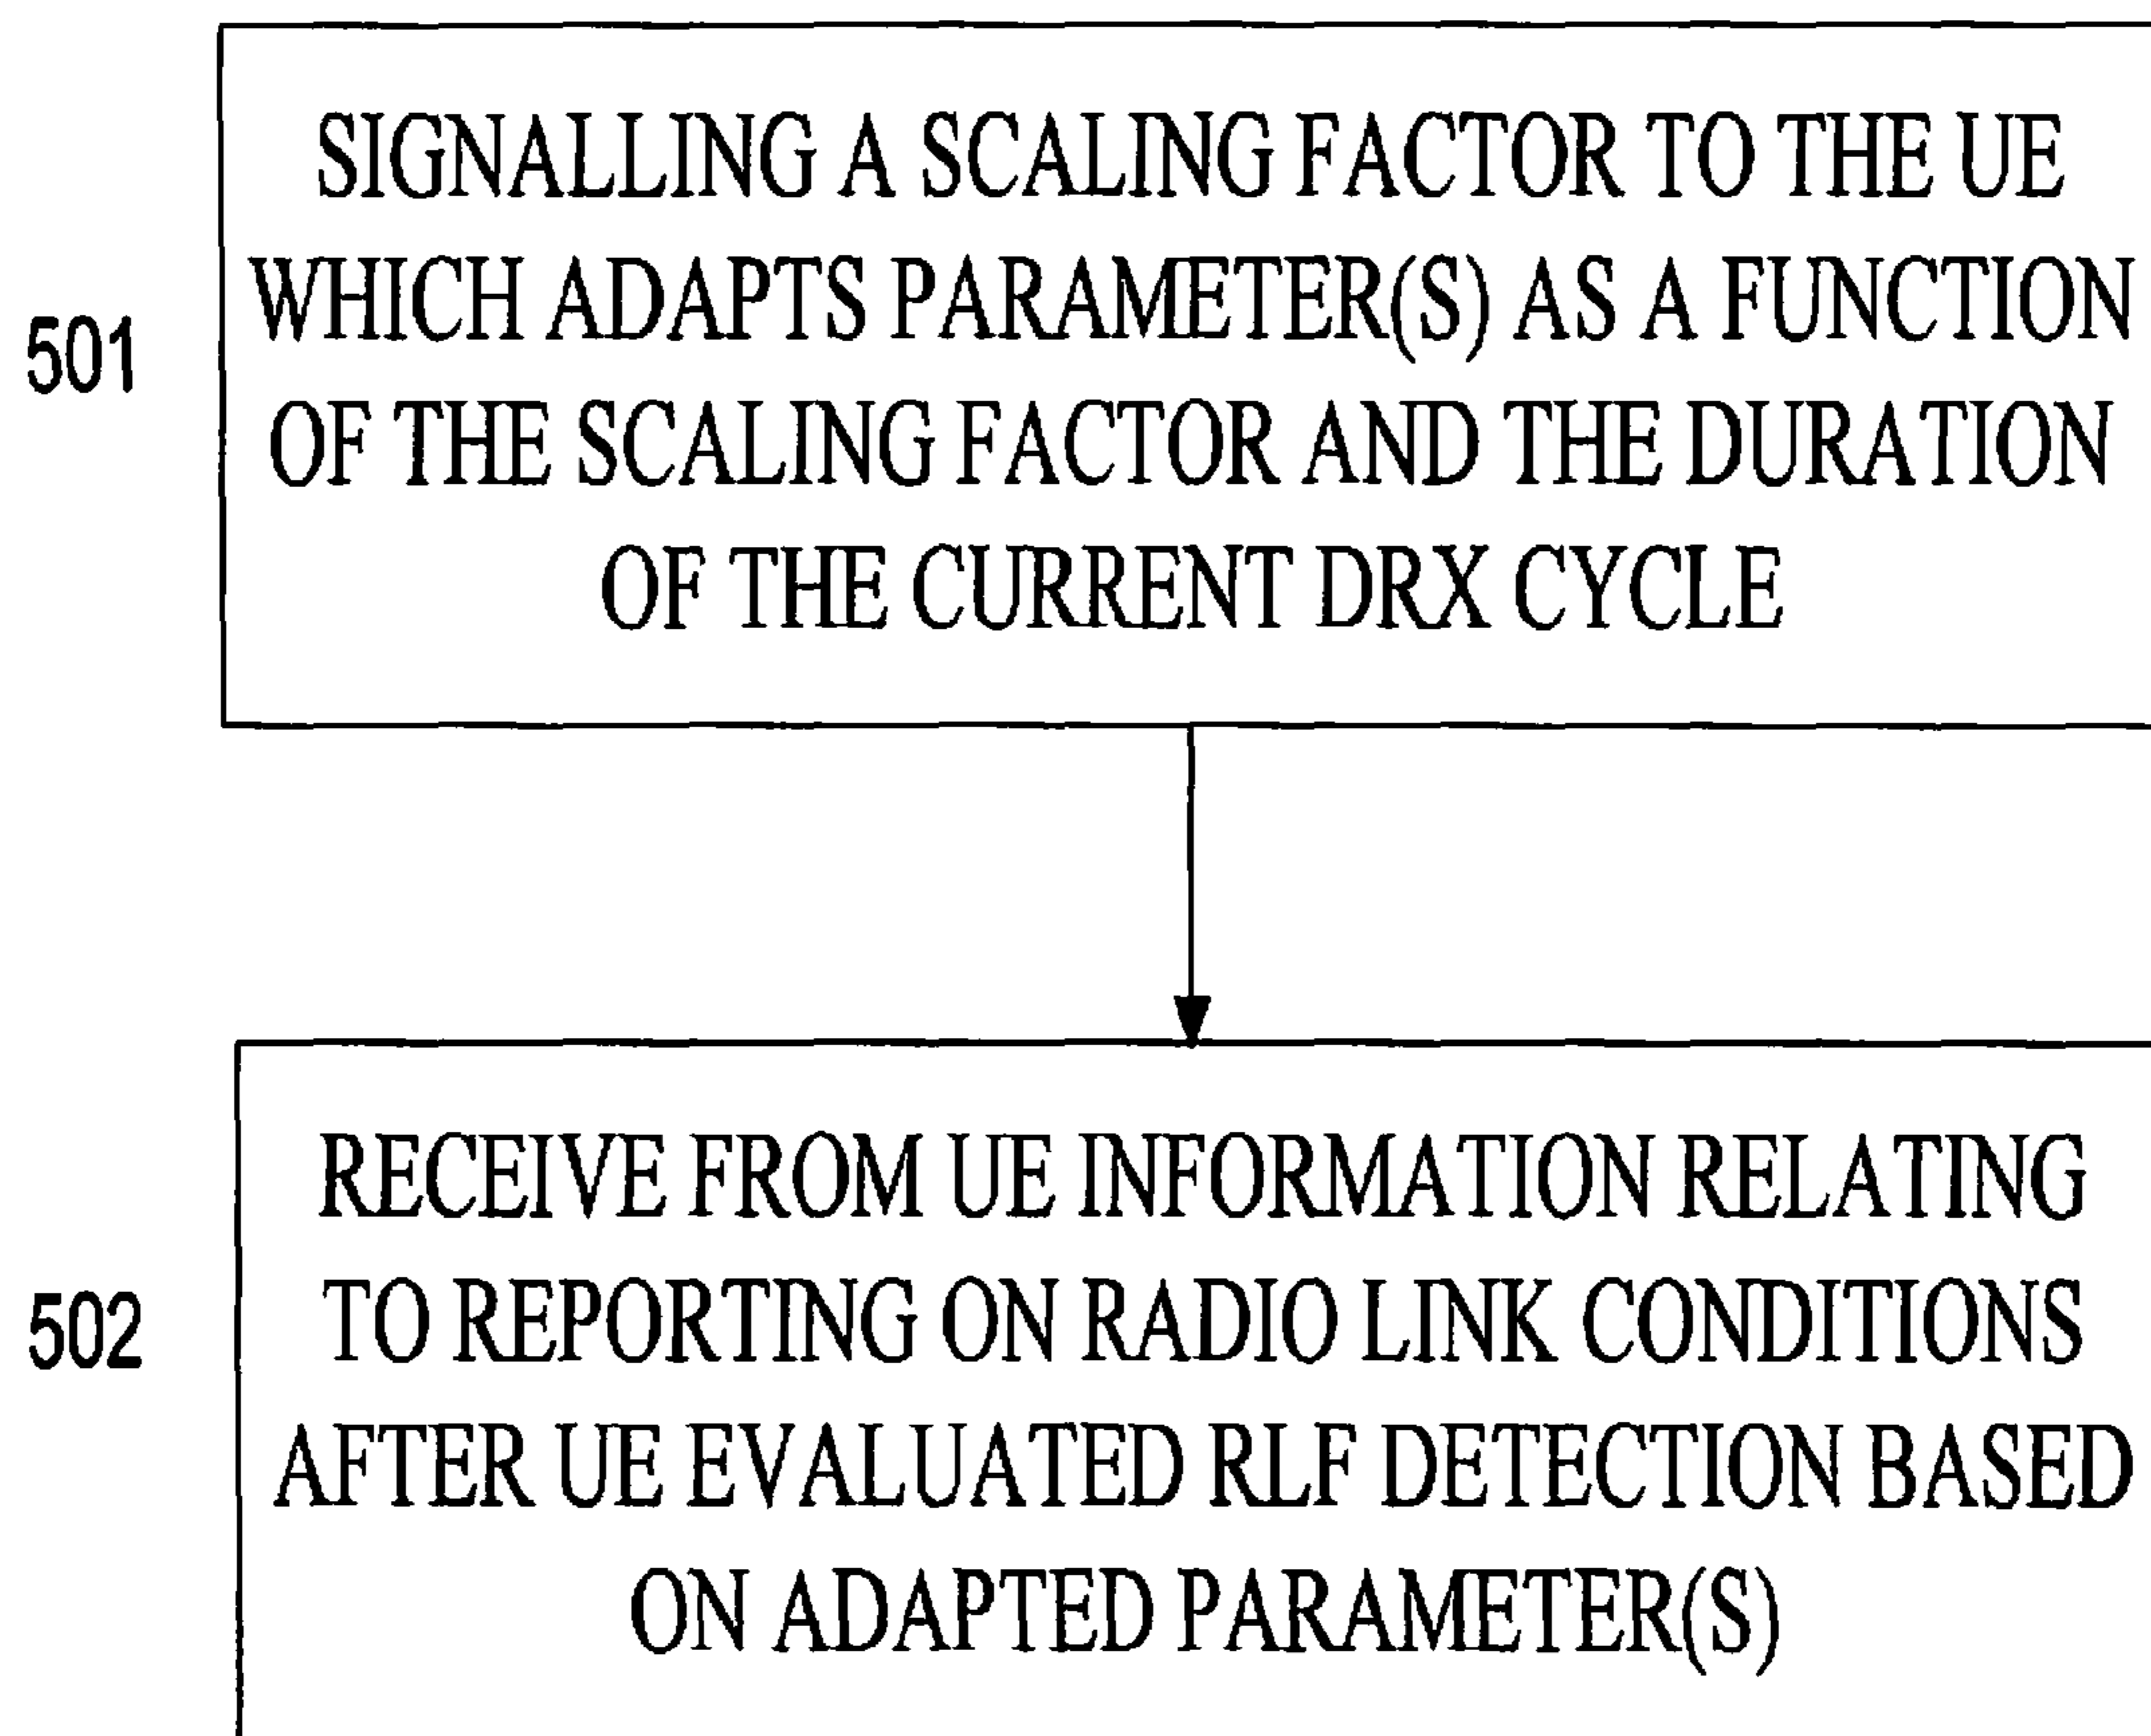 SIGNALLING A SCALING FACTOR TO THE UE
WHICH ADAPTS PARAMETER(S) AS A FUNCTION
501
OF THE SCALING FACTOR AND THE DURATION
OF THE CURRENT DRX CYCLE
RECEIVE FROM UE INFORMATION RELATING
TO REPORTING ON RADIO LINK CONDITIONS
502
AFTER UE EVALUATED RLF DETECTION BASED
ON ADAPTED PARAMETER(S)